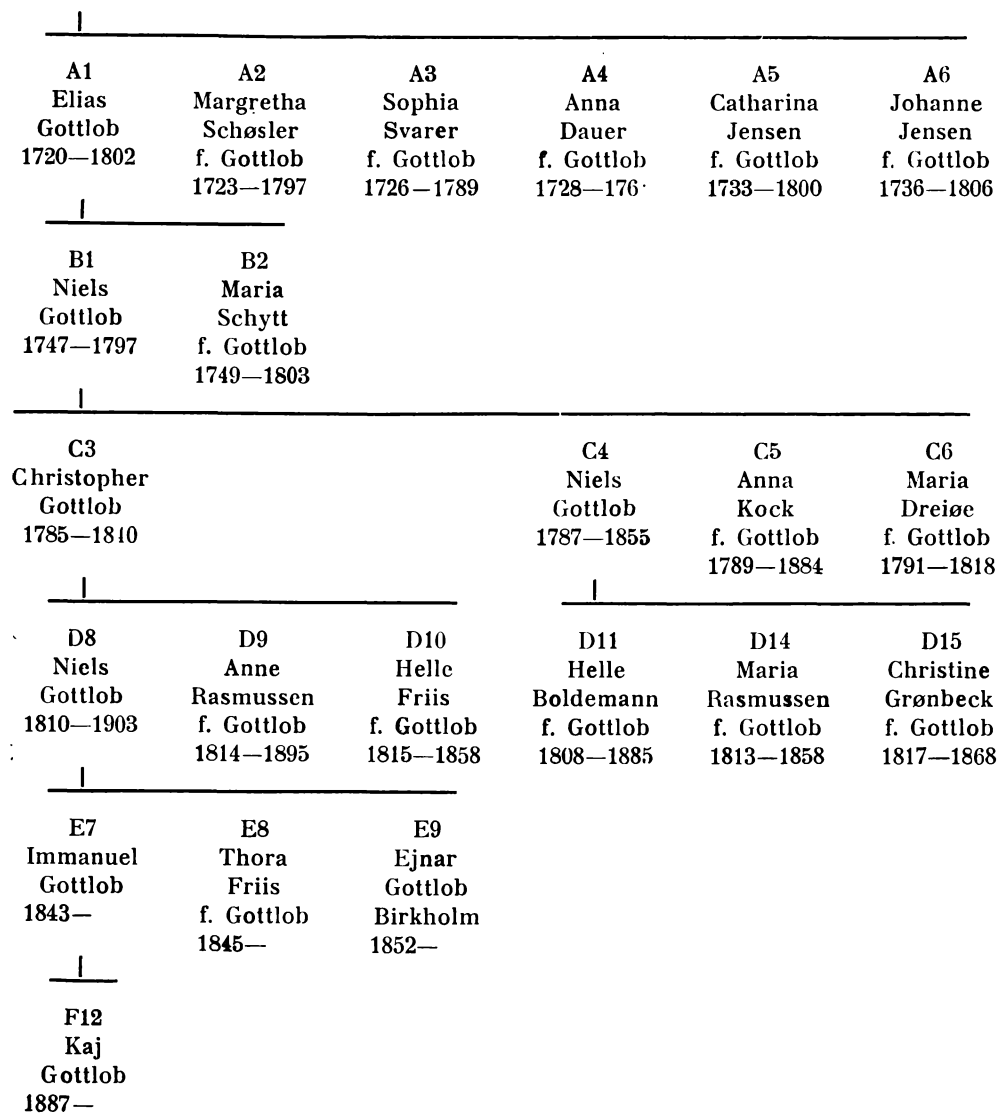 A1
Elias
Gottlob
1720—1802
A2
Margretha
Schøsler
f. Gottlob
1723—1797
A3
Sophia
Svarer
f. Gottlob
1726—1789
A4
Anna
Dauer
f. Gottlob
1728—176
A5
Catharina
Jensen
f. Gottlob
1733—1800
A6
Johanne
Jensen
f. Gottlob
1736—1806
B1
Niels
Gottlob
1747—1797
B2
Maria
Schytt
f. Gottlob
1749—1803
C3
Christopher
Gottlob
1785—1840
C4
Niels
Gottlob
1787—1855
C5
Anna
Kock
f. Gottlob
1789—1884
C6
Maria
Dreiøe
f. Gottlob
1791—1818
D8
Niels
Gottlob
1810—1903
D9
Anne
Rasmussen
f. Gottlob
1814—1895
D10
Helle
Friis
f. Gottlob
1815—1858
D11
Helle
Boldemann
f. Gottlob
1808—1885
D14
Maria
Rasmussen
f. Gottlob
1813—1858
D15
Christine
Grønbeck
f. Gottlob
1817—1868
E7
Immanuel
Gottlob
1843—
E8
Thora
Friis
f. Gottlob
1845—
E9
Ejnar
Gottlob
Birkholm
1852—
F12
Kaj
Gottlob
1887—